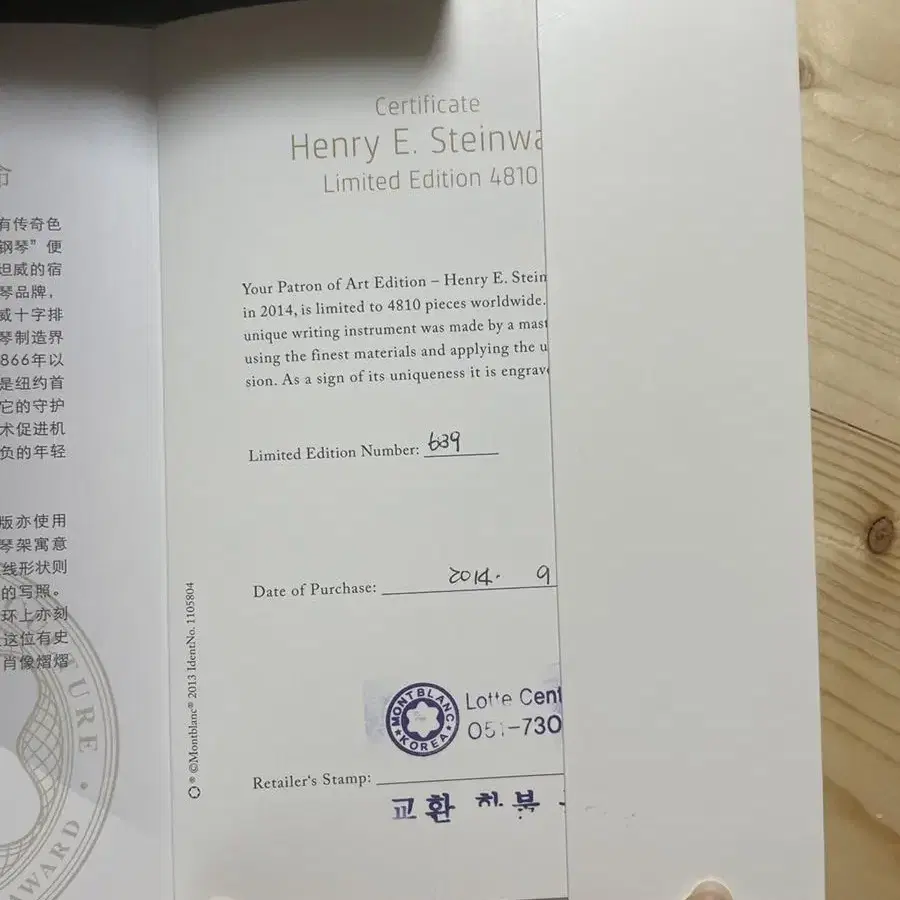 命
有传奇色
钢琴”便
坦威的宿
琴品牌，
威十字排
琴制造界
866年以
是纽约首
它的守护
术促进机
负的年轻
版亦使用
琴架寓意
线形状则
的写照。
环上亦刻
这位有史
肖像熠熠
TURE
AWARD
Certificate
Henry E. Steinwa
Limited Edition 4810
Your Patron of Art Edition – Henry E. Stein
in 2014, is limited to 4810 pieces worldwide.
unique writing instrument was made by a mast
using the finest materials and applying the u
sion. As a sign of its uniqueness it is engrave
Limited Edition Number: 639
Date of Purchase: 2014. 9
MONTBLANC KOREA
Lotte Cent
051-730
Retailer's Stamp:
교환
©Montblanc® 2013 IdentNo. 1105804